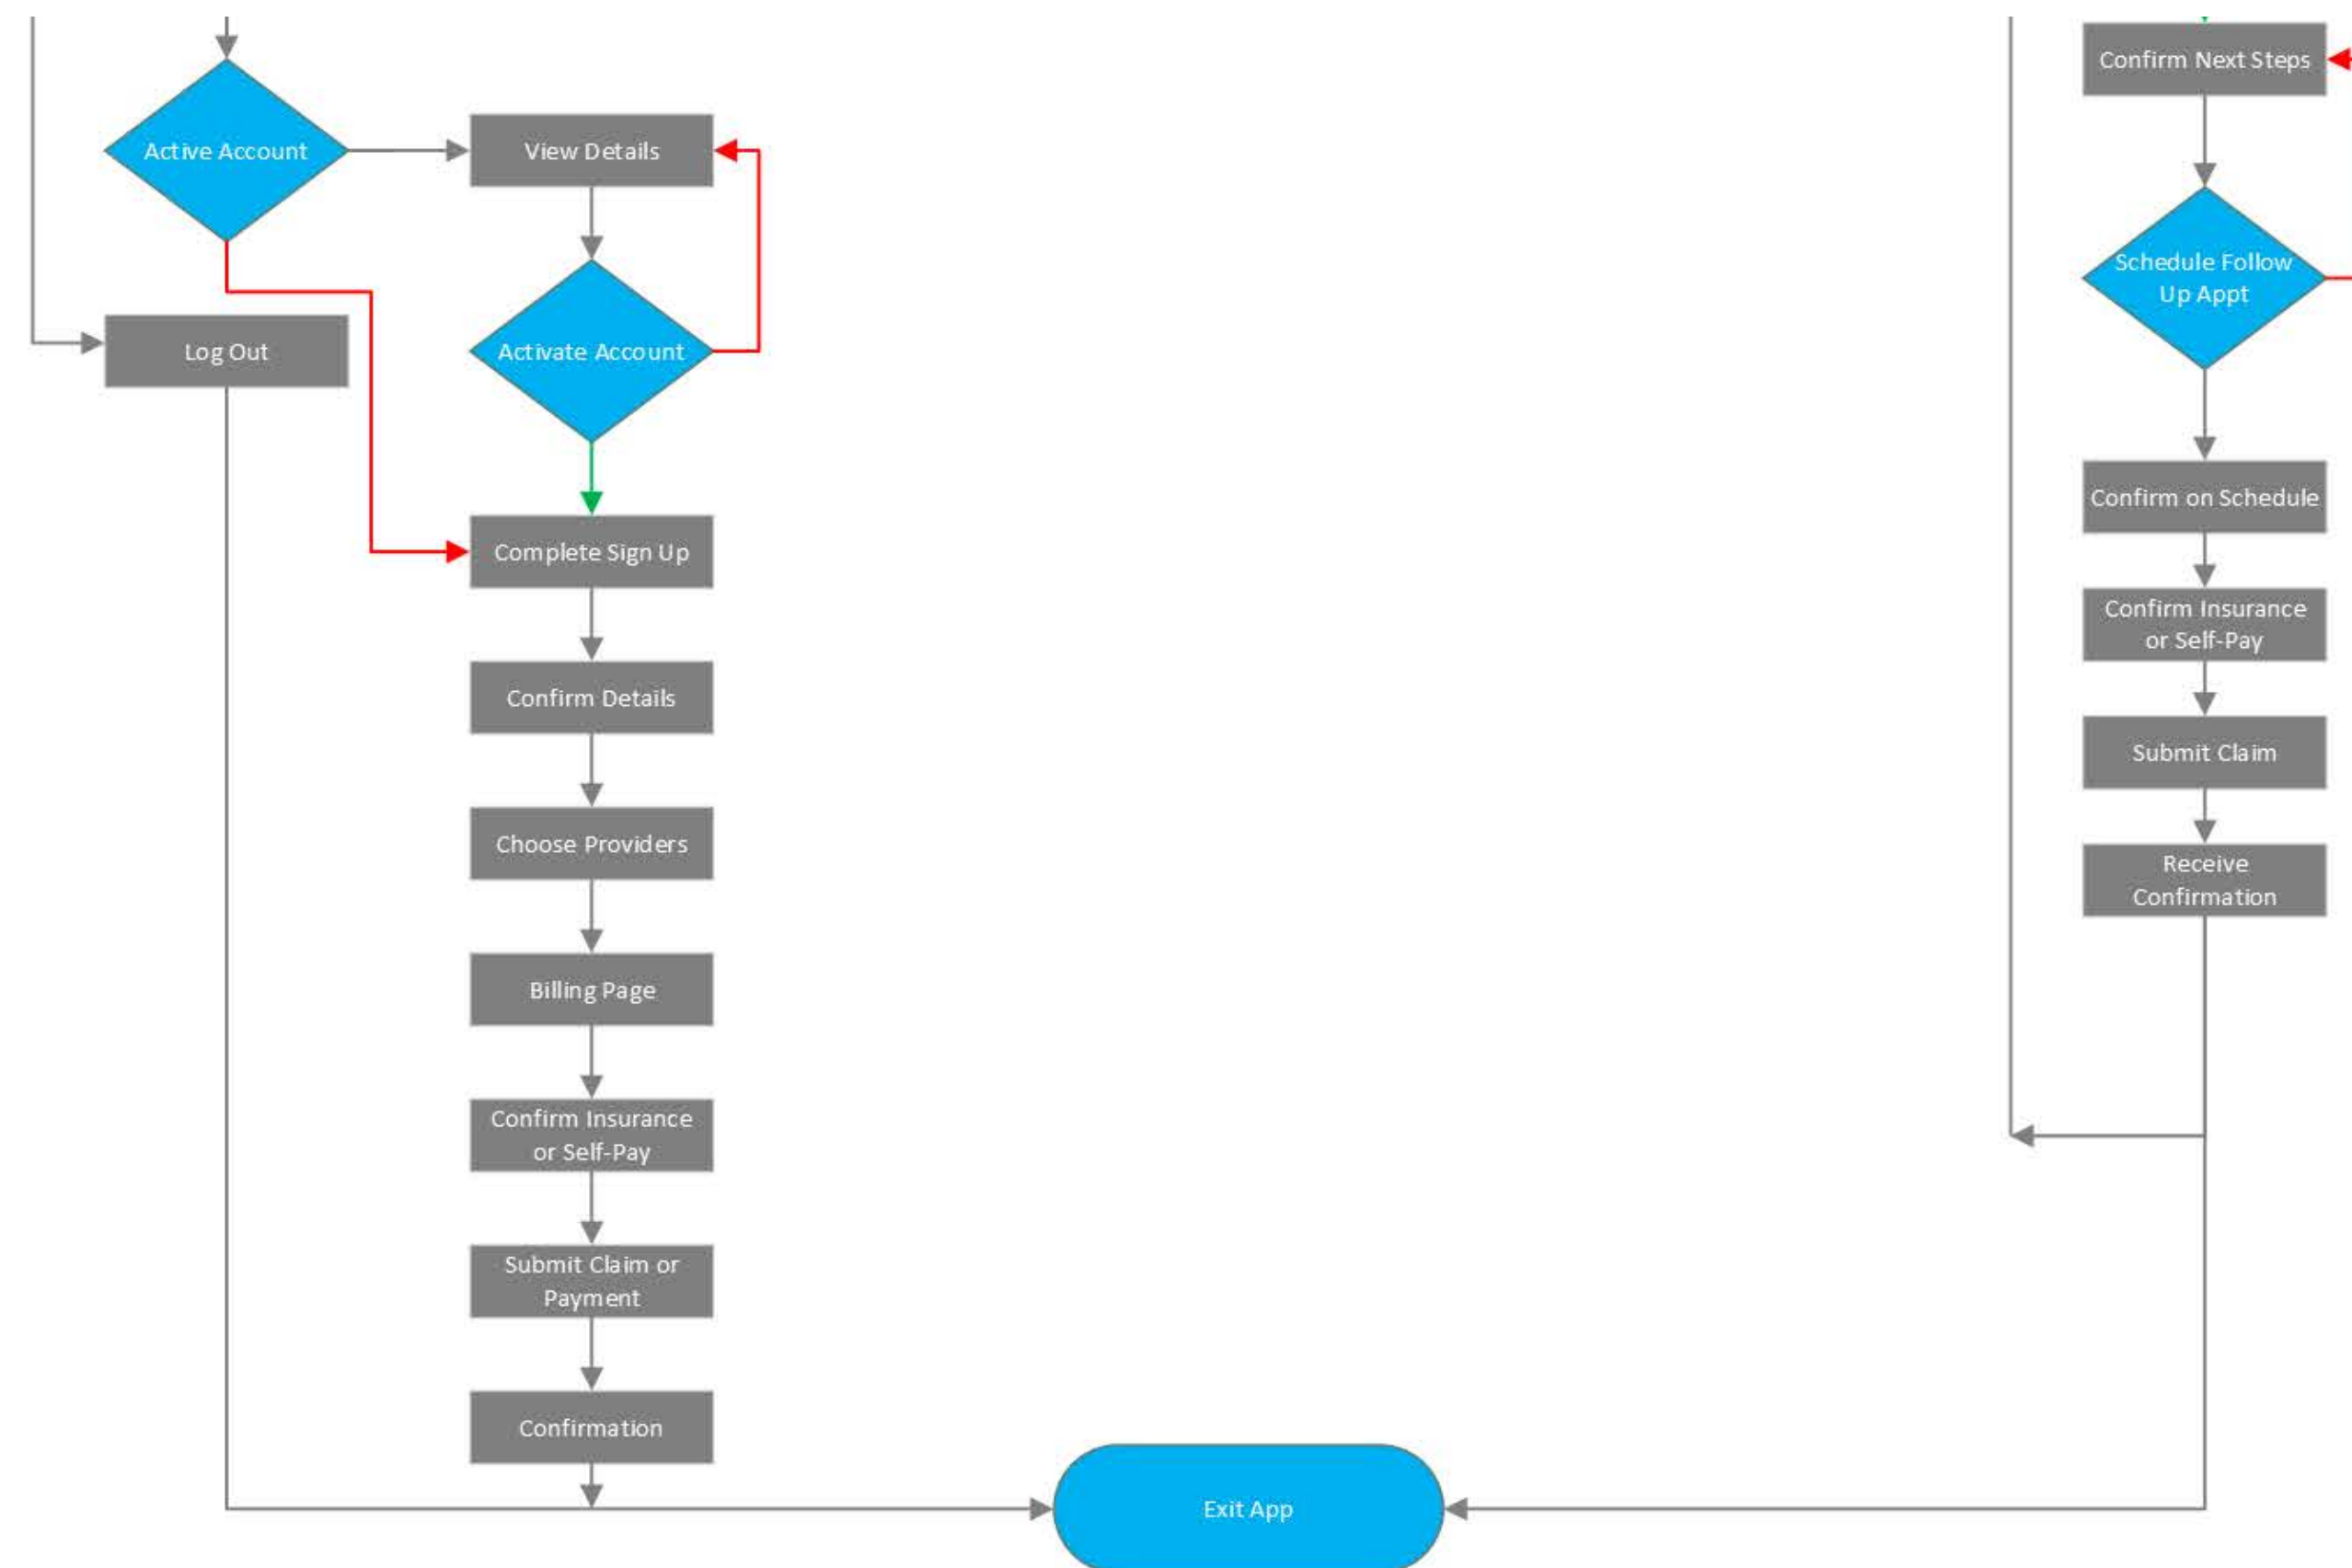 Active Account
View Details
Log Out
Activate Account
Complete Sign Up
Confirm Details
Choose Providers
Billing Page
Confirm Insurance
or Self-Pay
Submit Claim or
Payment
Confirmation
Exit App
Confirm Next Steps
Schedule Follow
Up Appt
Confirm on Schedule
Confirm Insurance
or Self-Pay
Submit Claim
Receive
Confirmation